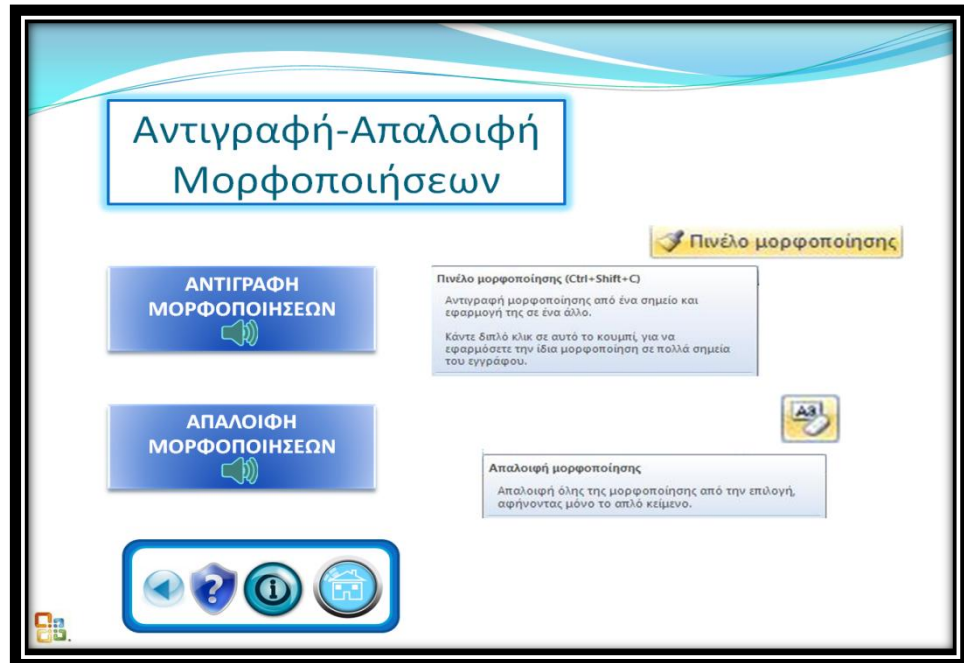 Αντιγραφή-Απαλοιφή
Μορφοποιήσεων
Πινέλο μορφοποίησης
ΑΝΤΙΓΡΑΦΗ
ΜΟΡΦΟΠΟΙΗΣΕΩΝ
Πινέλο μορφοποίησης (Ctrl+Shift+C)
Αντιγραφή μορφοποίησης από ένα σημείο και
εφαρμογή της σε ένα άλλο.
Κάντε διπλό κλικ σε αυτό το κουμπί, για να
εφαρμόσετε την ίδια μορφοποίηση σε πολλά σημεία
του εγγράφου.
ΑΠΑΛΟΙΦΗ
ΜΟΡΦΟΠΟΙΗΣΕΩΝ
Απαλοιφή μορφοποίησης
Απαλοιφή όλης της μορφοποίησης από την επιλογή,
αφήνοντας μόνο το απλό κείμενο.